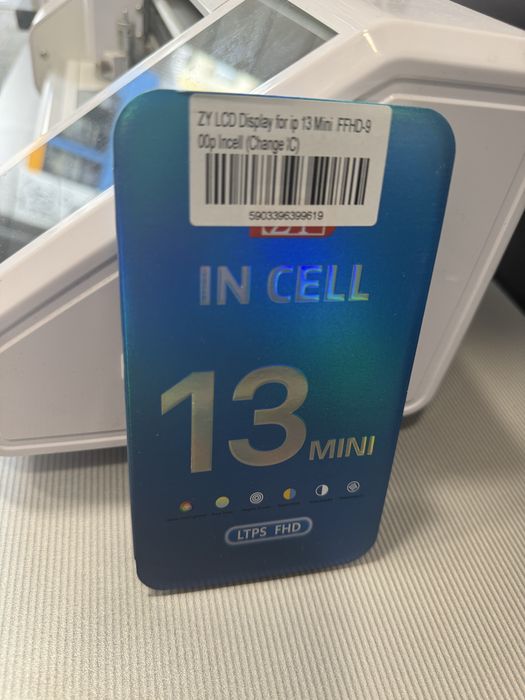 ZY LCD Display for ip 13 Mini FFHD-9
00p Incell (Change IC)
5903396399619
IN CELL
13 MINI
LTPS FHD